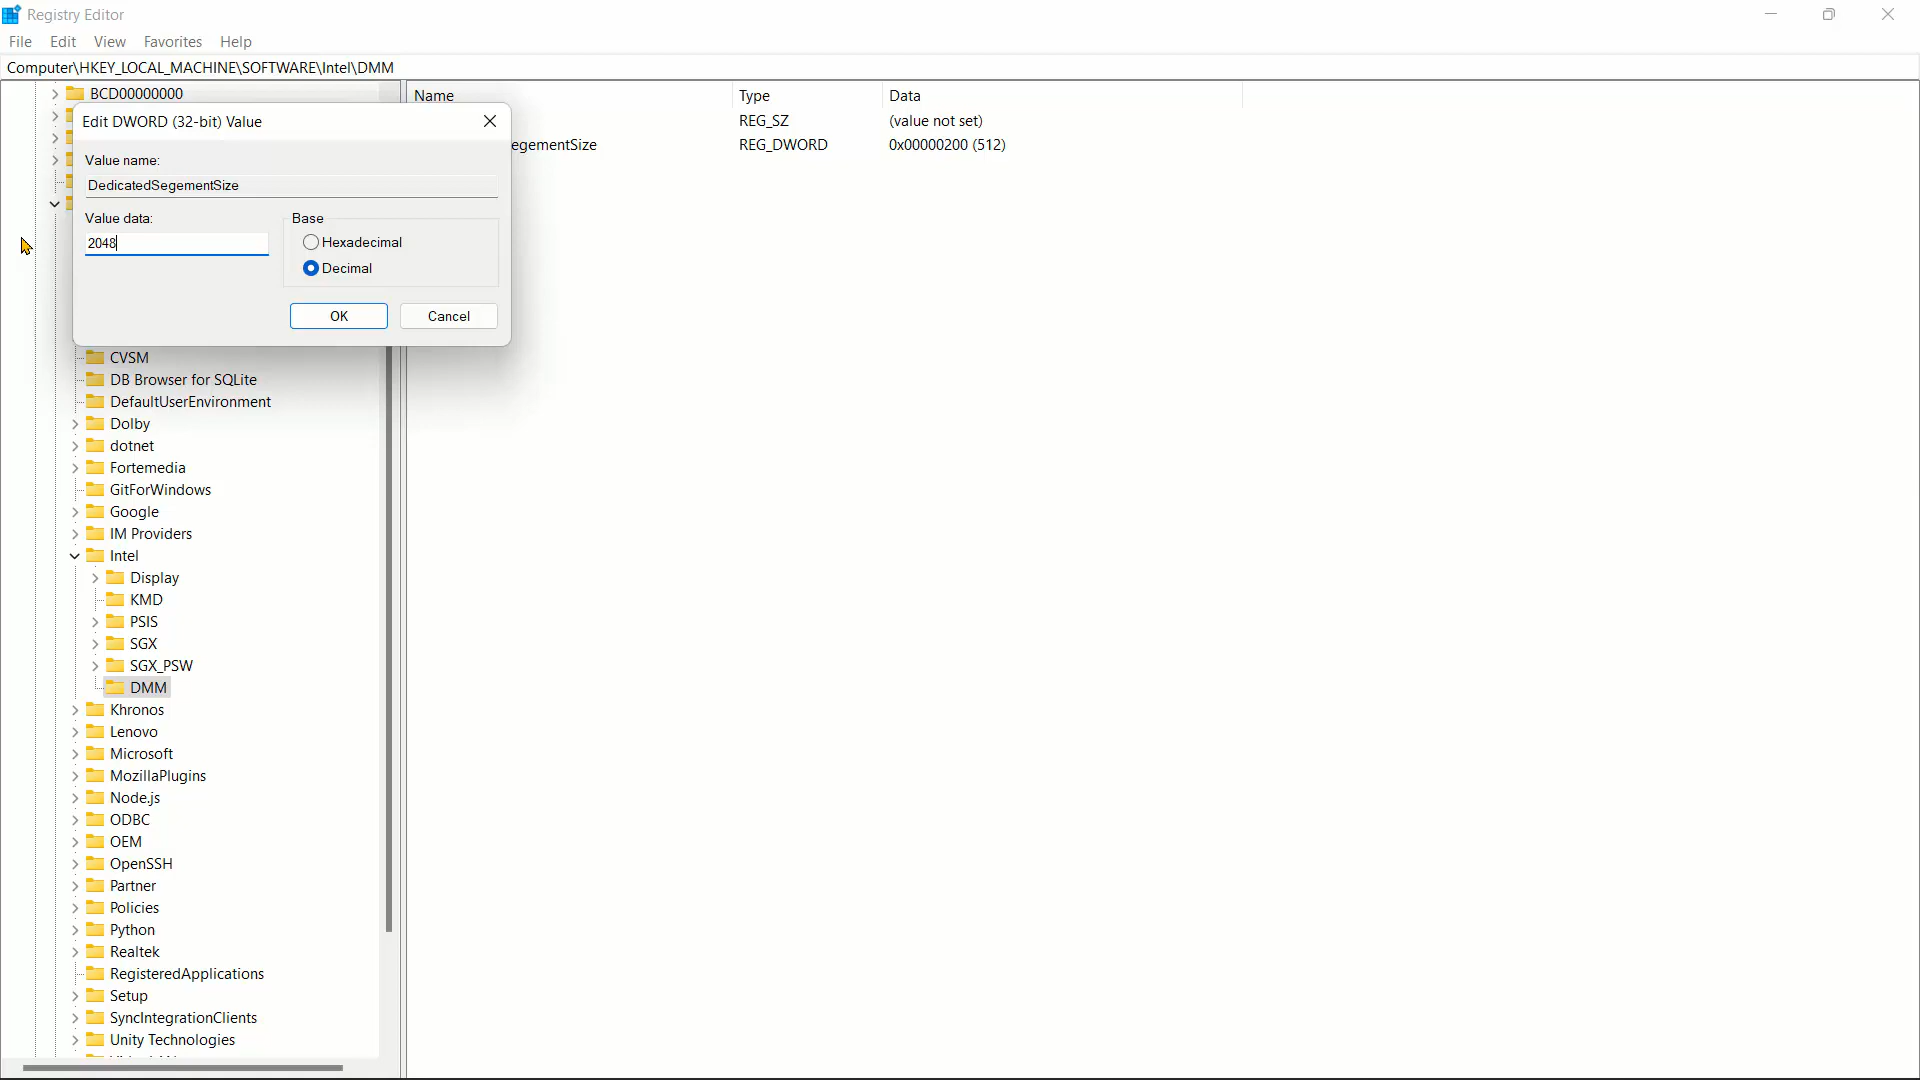 Registry Editor
File Edit View Favorites Help
Computer\HKEY_LOCAL_MACHINE\SOFTWARE\Intel\DMM
BCD00000000
Name Type Data
REG_SZ (value not set)
egementSize REG_DWORD 0x00000200 (512)
Edit DWORD (32-bit) Value
Value name:
DedicatedSegementSize
Value data:
2048
Base
Hexadecimal
Decimal
OK Cancel
CVSM
DB Browser for SQLite
DefaultUserEnvironment
Dolby
dotnet
Fortemedia
GitForWindows
Google
IM Providers
Intel
Display
KMD
PSIS
SGX
SGX_PSW
DMM
Khronos
Lenovo
Microsoft
MozillaPlugins
Node.js
ODBC
OEM
OpenSSH
Partner
Policies
Python
Realtek
RegisteredApplications
Setup
SyncIntegrationClients
Unity Technologies